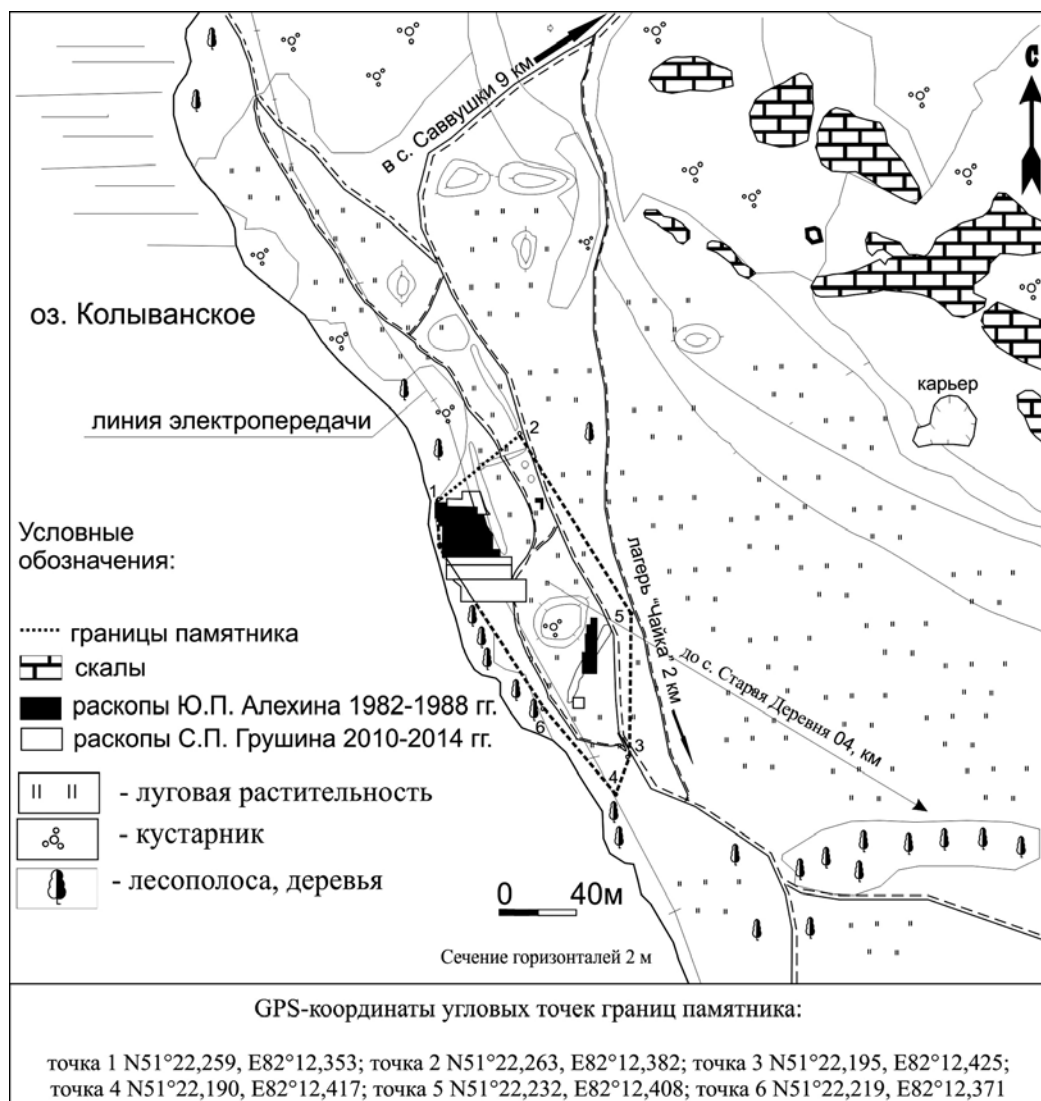 в с. Саввушки 9 км
С
оз. Колыванское
карьер
линия электропередачи
2
1
Условные
обозначения:
5
лагерь "Чайка" 2 км
до с. Старая Деревня 04, км
границы памятника
скалы
раскопы Ю.П. Алехина 1982-1988 гг.
раскопы С.П. Грушина 2010-2014 гг.
6
3
4
- луговая растительность
- кустарник
- лесополоса, деревья
0 40м
Сечение горизонталей 2 м
GPS-координаты угловых точек границ памятника:
точка 1 N51°22,259, E82°12,353; точка 2 N51°22,263, E82°12,382; точка 3 N51°22,195, E82°12,425;
точка 4 N51°22,190, E82°12,417; точка 5 N51°22,232, E82°12,408; точка 6 N51°22,219, E82°12,371